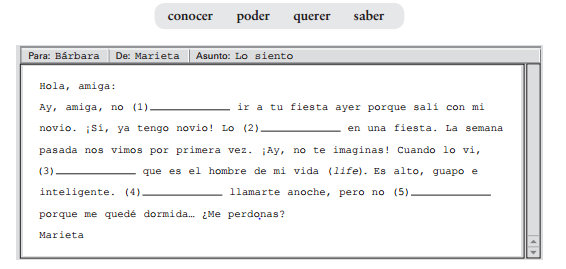 conocer poder querer saber
Para: Bárbara De: Marieta Asunto: Lo siento
Hola, amiga:
Ay, amiga, no (1)____________ ir a tu fiesta ayer porque salí con mi
novio. ¡Sí, ya tengo novio! Lo (2)____________ en una fiesta. La semana
pasada nos vimos por primera vez. ¡Ay, no te imaginas! Cuando lo vi,
(3)____________ que es el hombre de mi vida (life). Es alto, guapo e
inteligente. (4)____________ llamarte anoche, pero no (5)____________
porque me quedé dormida… ¿Me perdonas?
Marieta